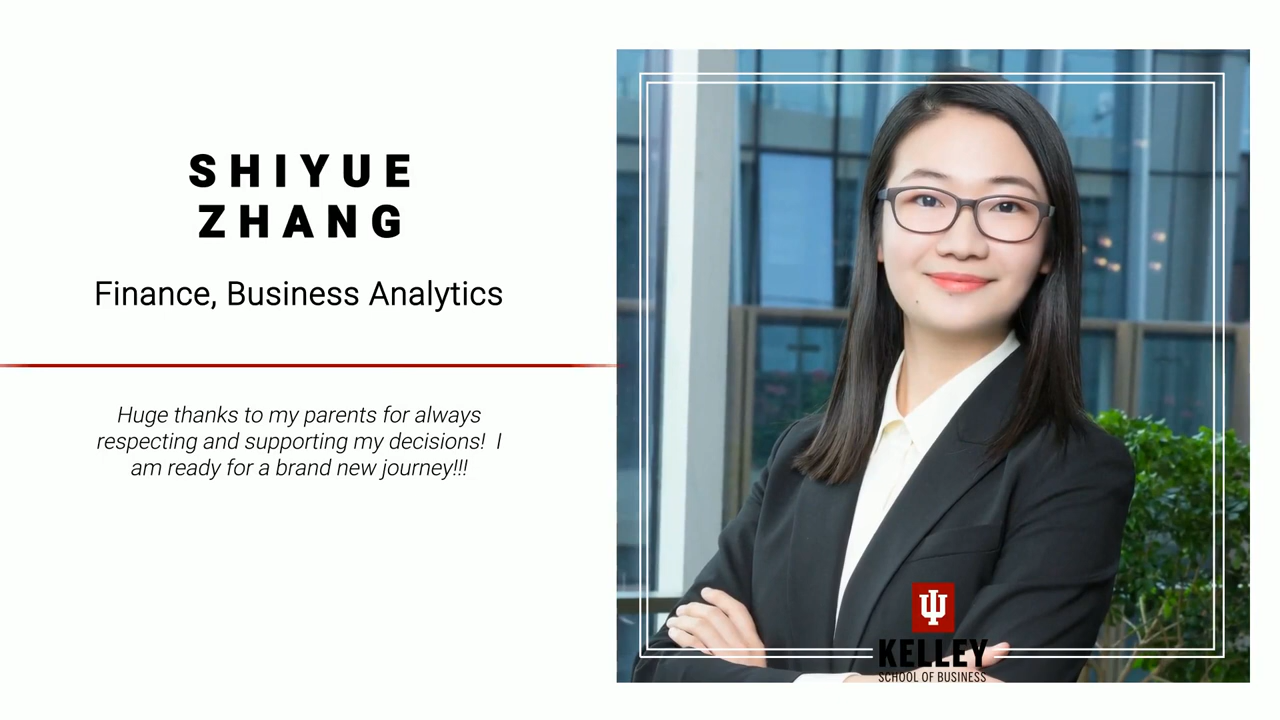 SHIYUE
ZHANG
Finance, Business Analytics
Huge thanks to my parents for always
respecting and supporting my decisions! I
am ready for a brand new journey!!!
KELLEY
SCHOOL OF BUSINESS